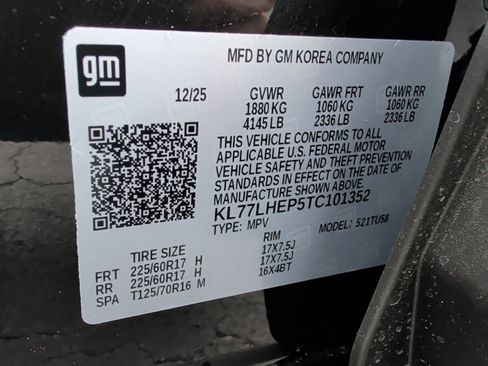 gm
MFD BY GM KOREA COMPANY
12/25 GVWR GAWR FRT GAWR RR
1880 KG 1060 KG 1060 KG
4145 LB 2336 LB 2336 LB
THIS VEHICLE CONFORMS TO ALL
APPLICABLE U.S. FEDERAL MOTOR
VEHICLE SAFETY AND THEFT PREVENTION
STANDARDS IN EFFECT ON THE DATE OF
MANUFACTURE SHOWN ABOVE.
KL77LHEP5TC101352
TYPE: MPV MODEL: 521TU58
TIRE SIZE RIM
FRT 225/60R17 H 17X7.5J
RR 225/60R17 H 17X7.5J
SPA T125/70R16 M 16X4BT